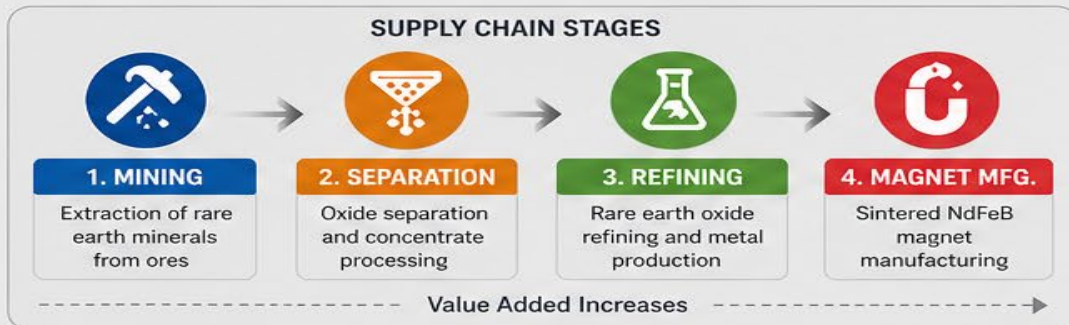 SUPPLY CHAIN STAGES
1. MINING
Extraction of rare
earth minerals
from ores
2. SEPARATION
Oxide separation
and concentrate
processing
3. REFINING
Rare earth oxide
refining and metal
production
4. MAGNET MFG.
Sintered NdFeB
magnet
manufacturing
Value Added Increases